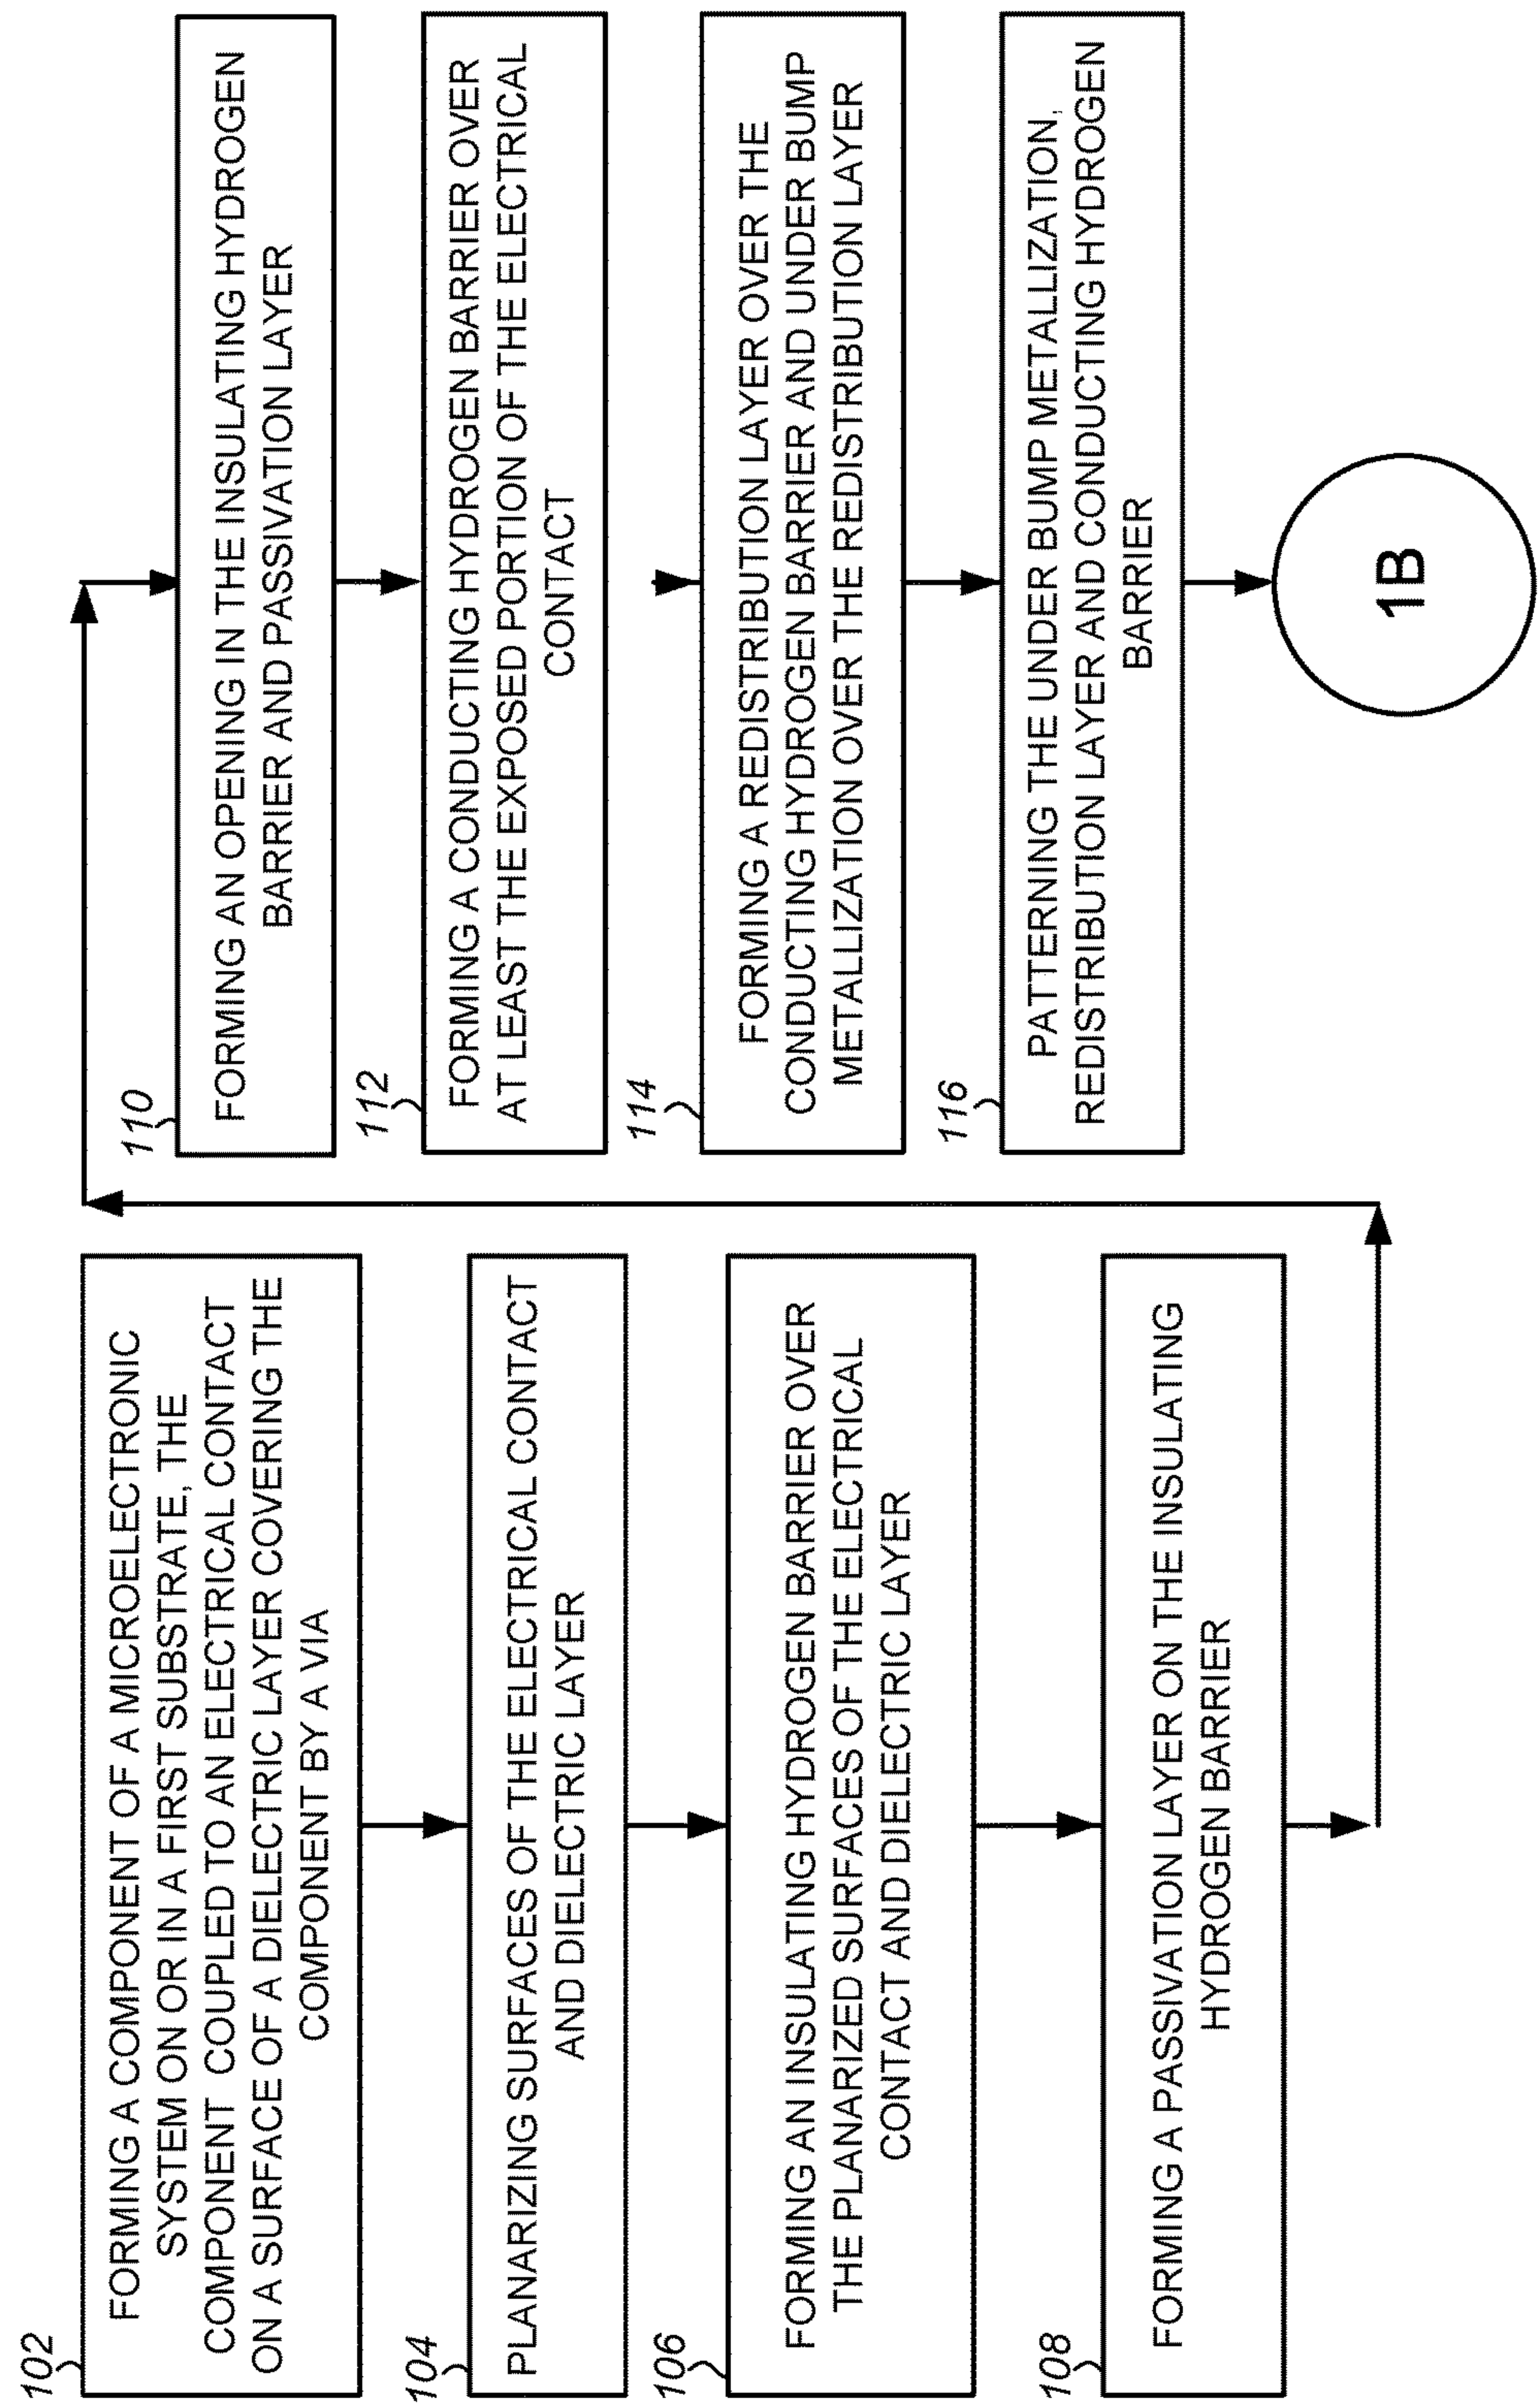 102
FORMING A COMPONENT OF A MICROELECTRONIC
SYSTEM ON OR IN A FIRST SUBSTRATE, THE
COMPONENT COUPLED TO AN ELECTRICAL CONTACT
ON A SURFACE OF A DIELECTRIC LAYER COVERING THE
COMPONENT BY A VIA
104
PLANARIZING SURFACES OF THE ELECTRICAL CONTACT
AND DIELECTRIC LAYER
106
FORMING AN INSULATING HYDROGEN BARRIER OVER
THE PLANARIZED SURFACES OF THE ELECTRICAL
CONTACT AND DIELECTRIC LAYER
108
FORMING A PASSIVATION LAYER ON THE INSULATING
HYDROGEN BARRIER
110
FORMING AN OPENING IN THE INSULATING HYDROGEN
BARRIER AND PASSIVATION LAYER
112
FORMING A CONDUCTING HYDROGEN BARRIER OVER
AT LEAST THE EXPOSED PORTION OF THE ELECTRICAL
CONTACT
114
FORMING A REDISTRIBUTION LAYER OVER THE
CONDUCTING HYDROGEN BARRIER AND UNDER BUMP
METALLIZATION OVER THE REDISTRIBUTION LAYER
116
PATTERNING THE UNDER BUMP METALLIZATION,
REDISTRIBUTION LAYER AND CONDUCTING HYDROGEN
BARRIER
1B